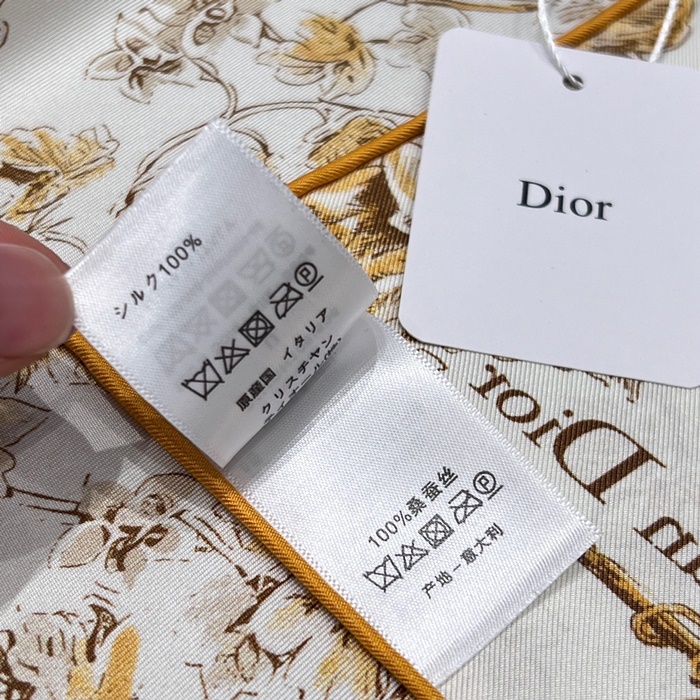 Dior
シルク100%
P
原産国 イタリア
クリスチャン
100%桑蚕丝
P
产地-意大利
Dior